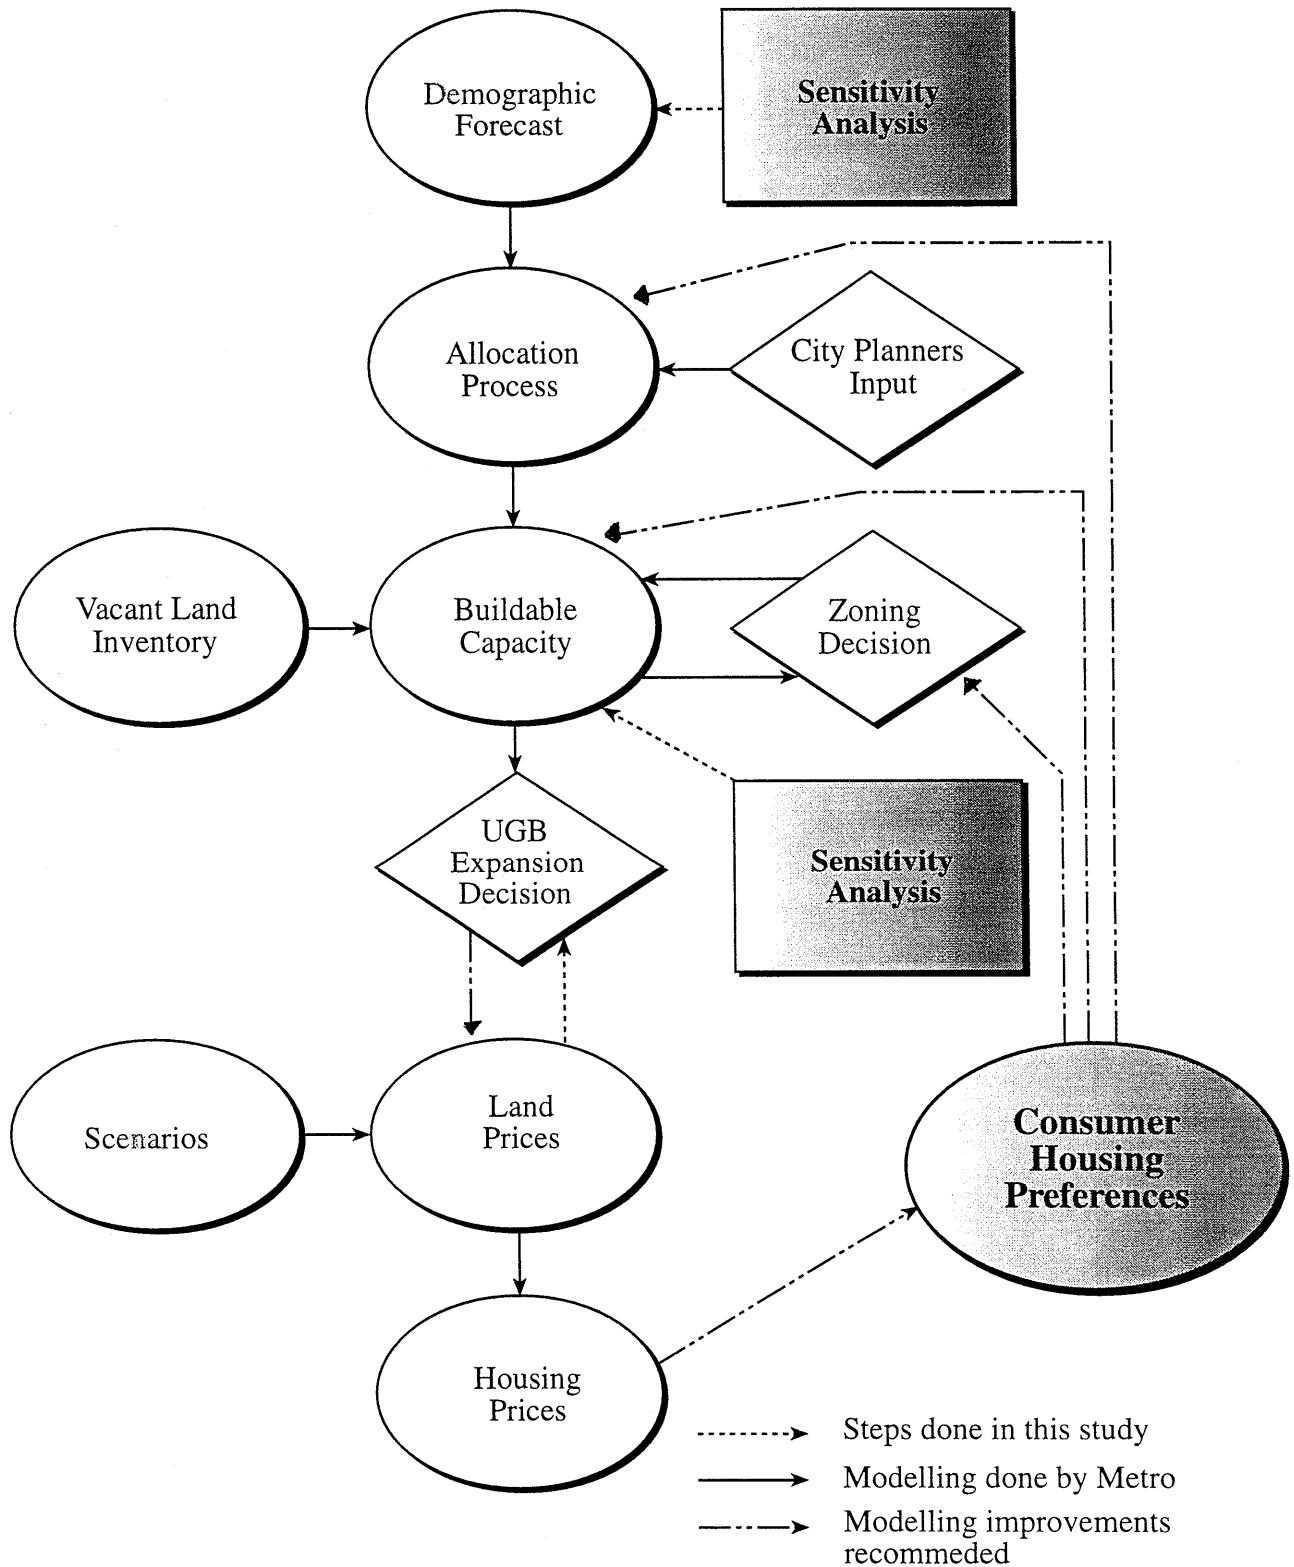 Demographic
Forecast
Sensitivity
Analysis
Allocation
Process
City Planners
Input
Vacant Land
Inventory
Buildable
Capacity
Zoning
Decision
UGB
Expansion
Decision
Sensitivity
Analysis
Scenarios
Land
Prices
Consumer
Housing
Preferences
Housing
Prices
Steps done in this study
Modelling done by Metro
Modelling improvements
recommeded